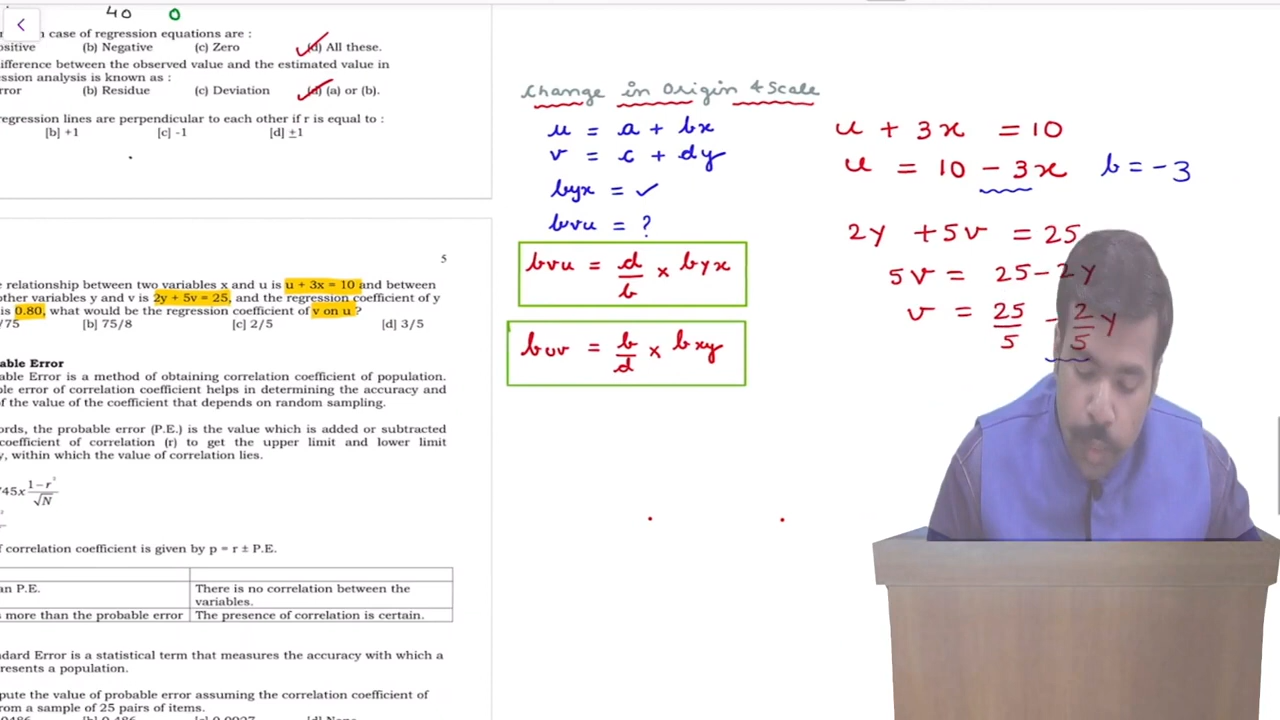 40 0
n case of regression equations are :
ositive (b) Negative (c) Zero (d) All these.
ifference between the observed value and the estimated value in
ession analysis is known as :
rror (b) Residue (c) Deviation (d) (a) or (b).
regression lines are perpendicular to each other if r is equal to :
[b] +1 [c] -1 [d] ±1
5
e relationship between two variables x and u is u + 3x = 10 and between
other variables y and v is 2y + 5v = 25, and the regression coefficient of y
is 0.80, what would be the regression coefficient of v on u ?
/75 [b] 75/8 [c] 2/5 [d] 3/5
able Error
able Error is a method of obtaining correlation coefficient of population.
ble error of correlation coefficient helps in determining the accuracy and
of the value of the coefficient that depends on random sampling.
ords, the probable error (P.E.) is the value which is added or subtracted
coefficient of correlation (r) to get the upper limit and lower limit
y, within which the value of correlation lies.
745x 1-r² / √N
f correlation coefficient is given by p = r ± P.E.
an P.E. There is no correlation between the
variables.
s more than the probable error The presence of correlation is certain.
ndard Error is a statistical term that measures the accuracy with which a
resents a population.
pute the value of probable error assuming the correlation coefficient of
rom a sample of 25 pairs of items.
Change in Origin & Scale
u = a + bx
v = c + dy
byx = ✓
bvu = ?
bvu = d/b × byx
buv = b/d × bxy
u + 3x = 10
u = 10 - 3x b = -3
2y + 5v = 25
5v = 25 - 2y
v = 25/5 - 2/5 y